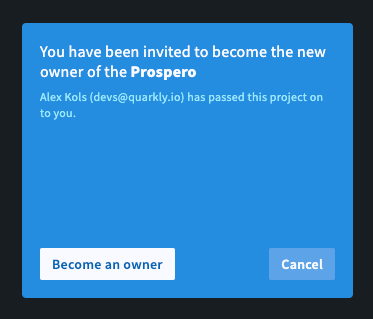 You have been invited to become the new
owner of the Prospero
Alex Kols (devs@quarkly.io) has passed this project on
to you.
Become an owner
Cancel